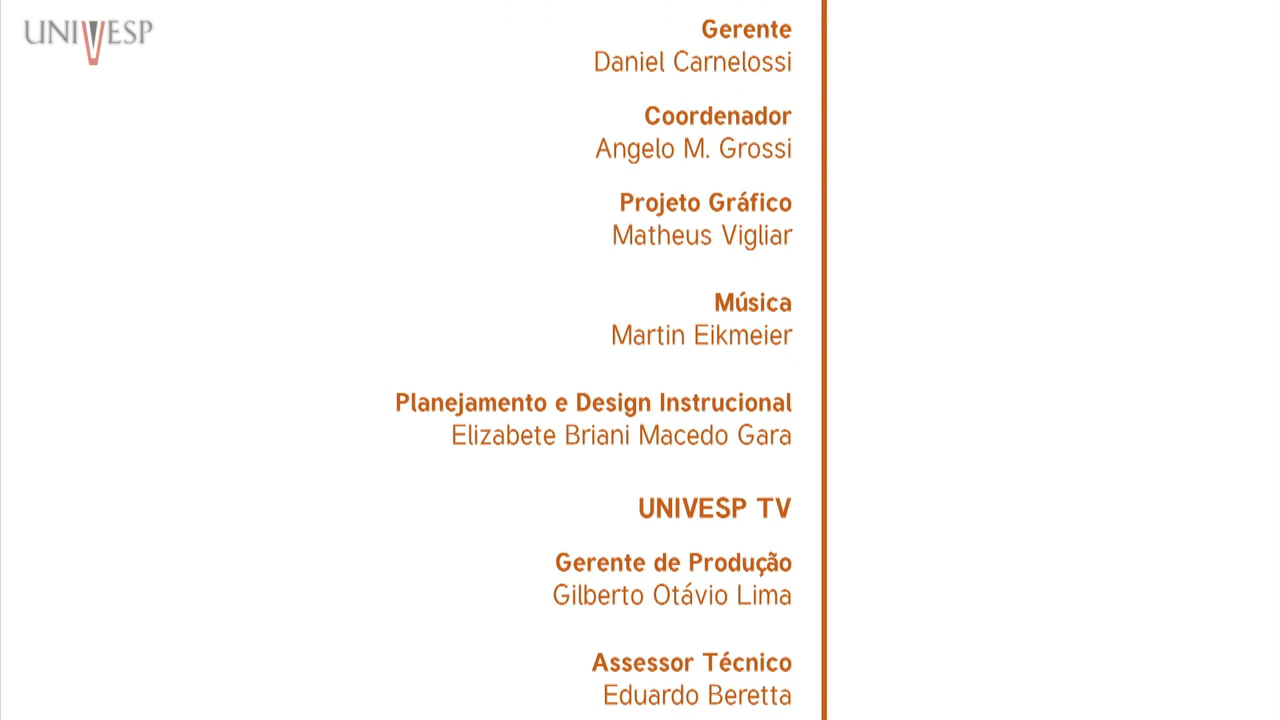 UNIVESP
Gerente
Daniel Carnelossi
Coordenador
Angelo M. Grossi
Projeto Gráfico
Matheus Vigliar
Música
Martin Eikmeier
Planejamento e Design Instrucional
Elizabete Briani Macedo Gara
UNIVESP TV
Gerente de Produção
Gilberto Otávio Lima
Assessor Técnico
Eduardo Beretta